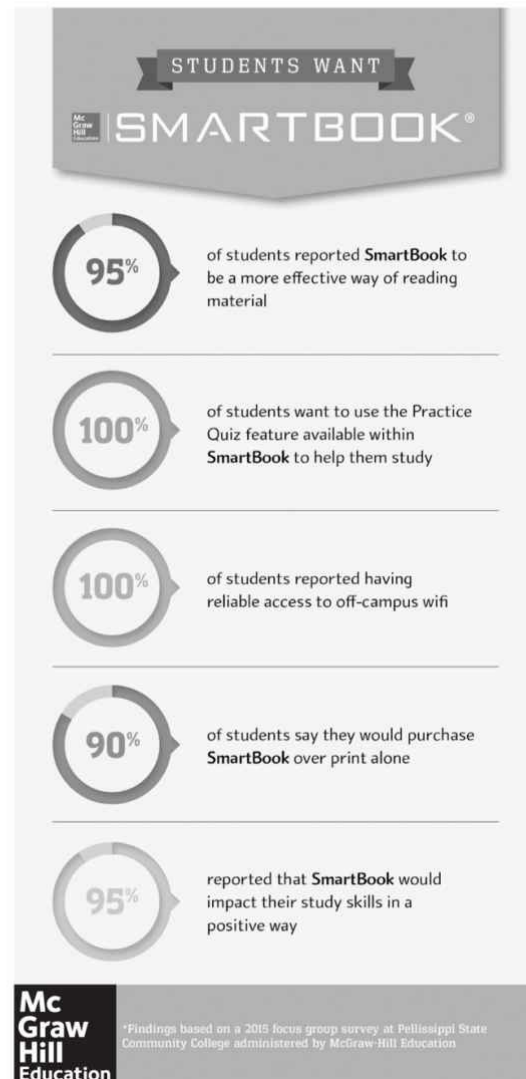 STUDENTS WANT
Mc
Graw
Hill
Education
SMARTBOOK®
95%
of students reported SmartBook to
be a more effective way of reading
material
100%
of students want to use the Practice
Quiz feature available within
SmartBook to help them study
100%
of students reported having
reliable access to off-campus wifi
90%
of students say they would purchase
SmartBook over print alone
95%
reported that SmartBook would
impact their study skills in a
positive way
Mc
Graw
Hill
Education
*Findings based on a 2015 focus group survey at Pellissippi State
Community College administered by McGraw-Hill Education